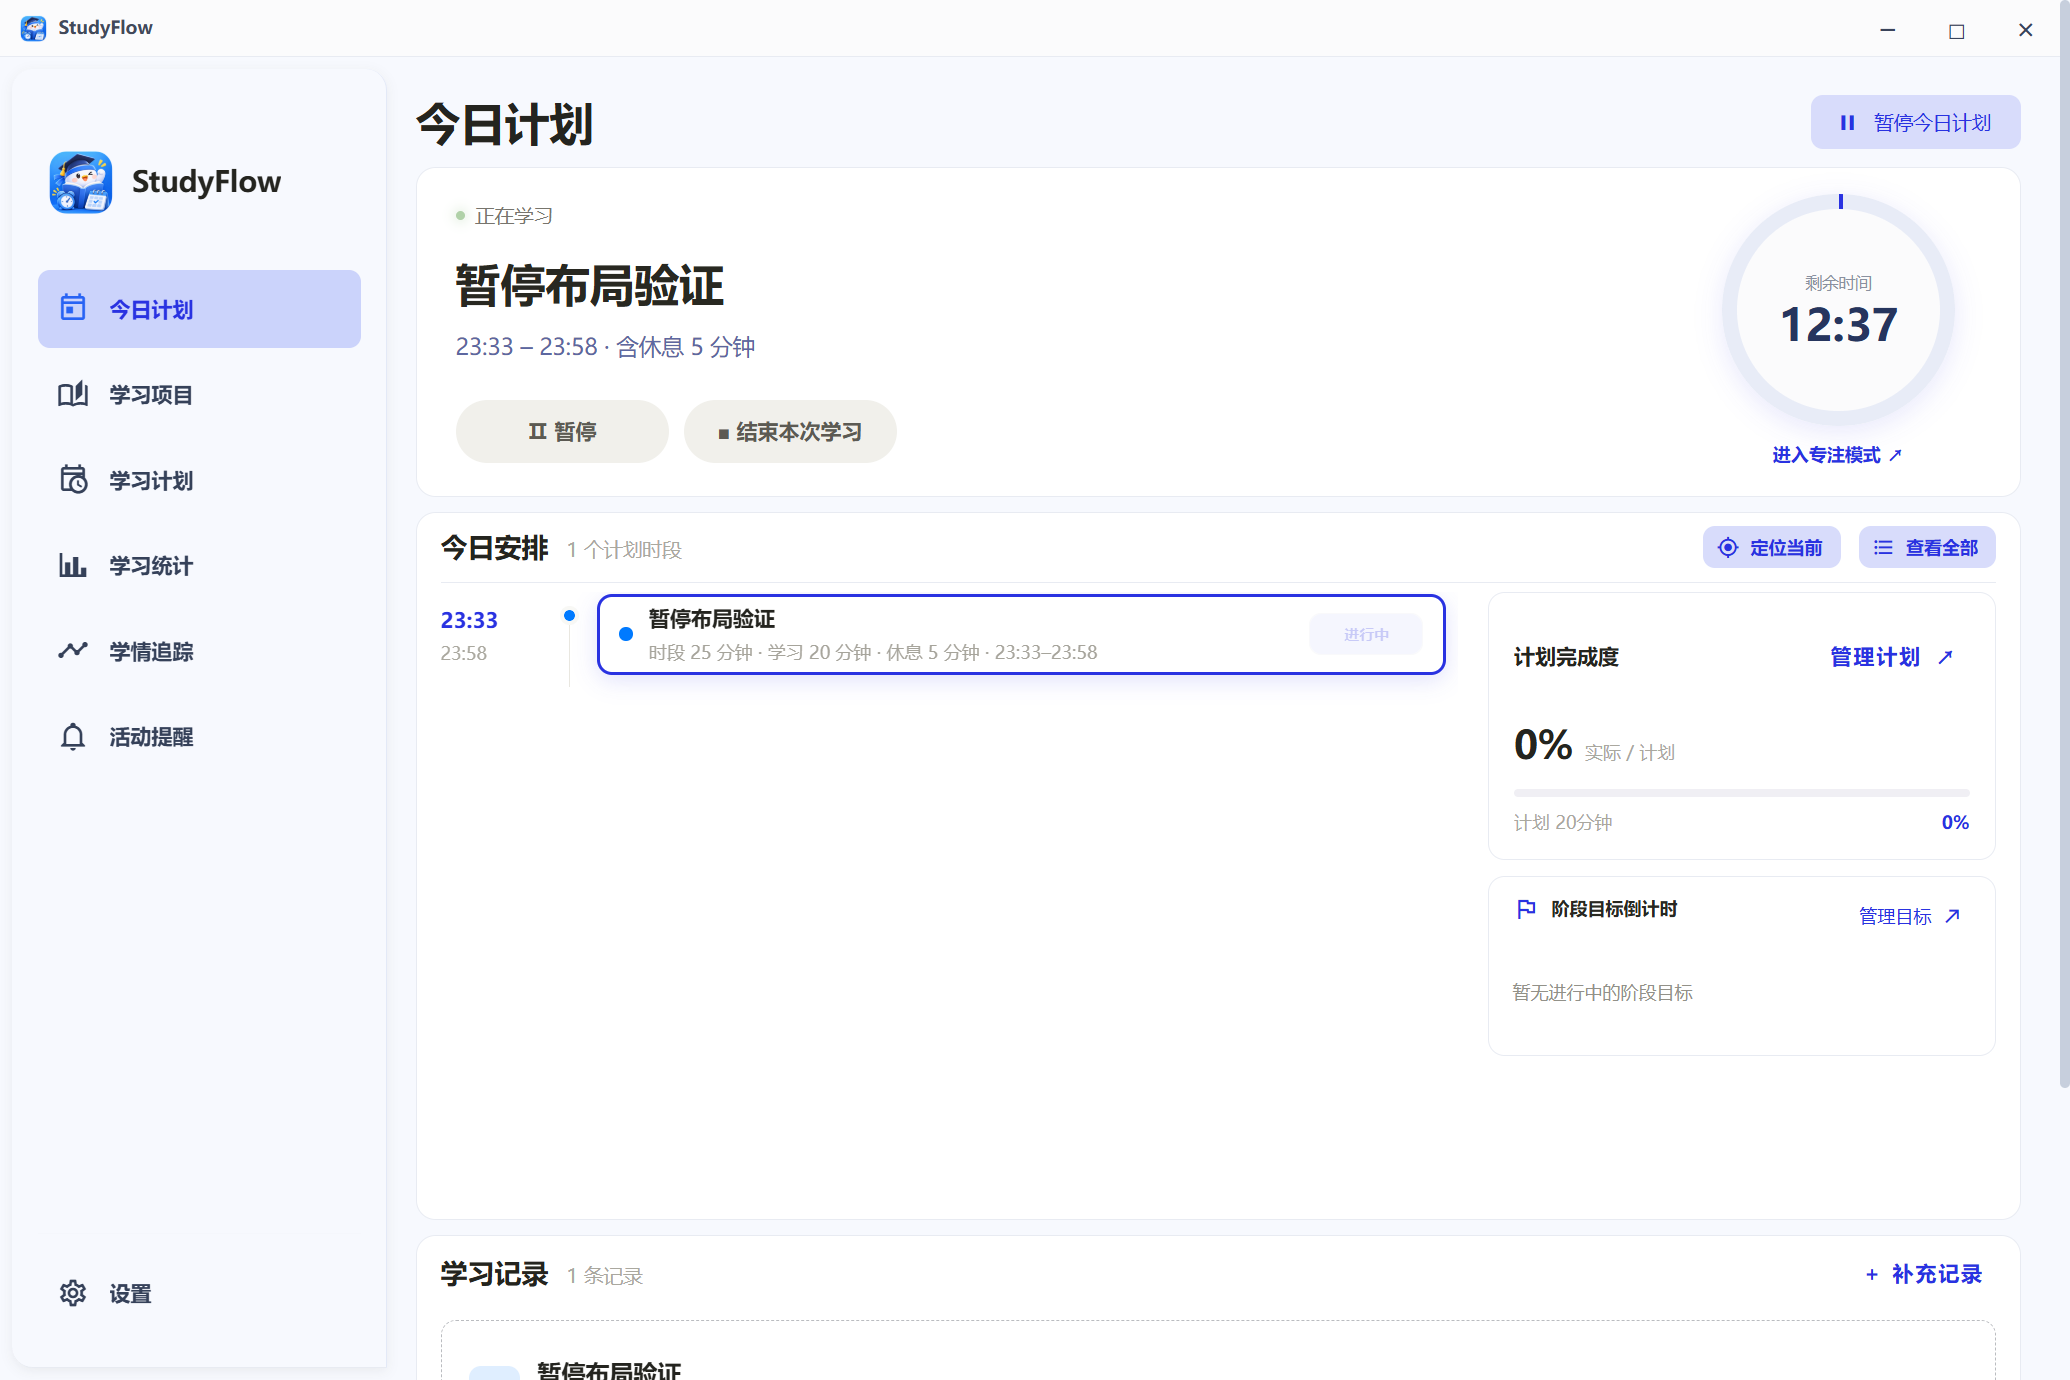 StudyFlow
StudyFlow
今日计划
学习项目
学习计划
学习统计
学情追踪
活动提醒
设置
今日计划
暂停今日计划
正在学习
暂停布局验证
23:33 – 23:58 · 含休息 5 分钟
暂停
结束本次学习
剩余时间
12:37
进入专注模式 ↗
今日安排 1 个计划时段
定位当前
查看全部
23:33
23:58
暂停布局验证
时段 25 分钟 · 学习 20 分钟 · 休息 5 分钟 · 23:33–23:58
进行中
计划完成度
管理计划 ↗
0% 实际 / 计划
计划 20分钟
0%
阶段目标倒计时
管理目标 ↗
暂无进行中的阶段目标
学习记录 1 条记录
+ 补充记录
暂停布局验证